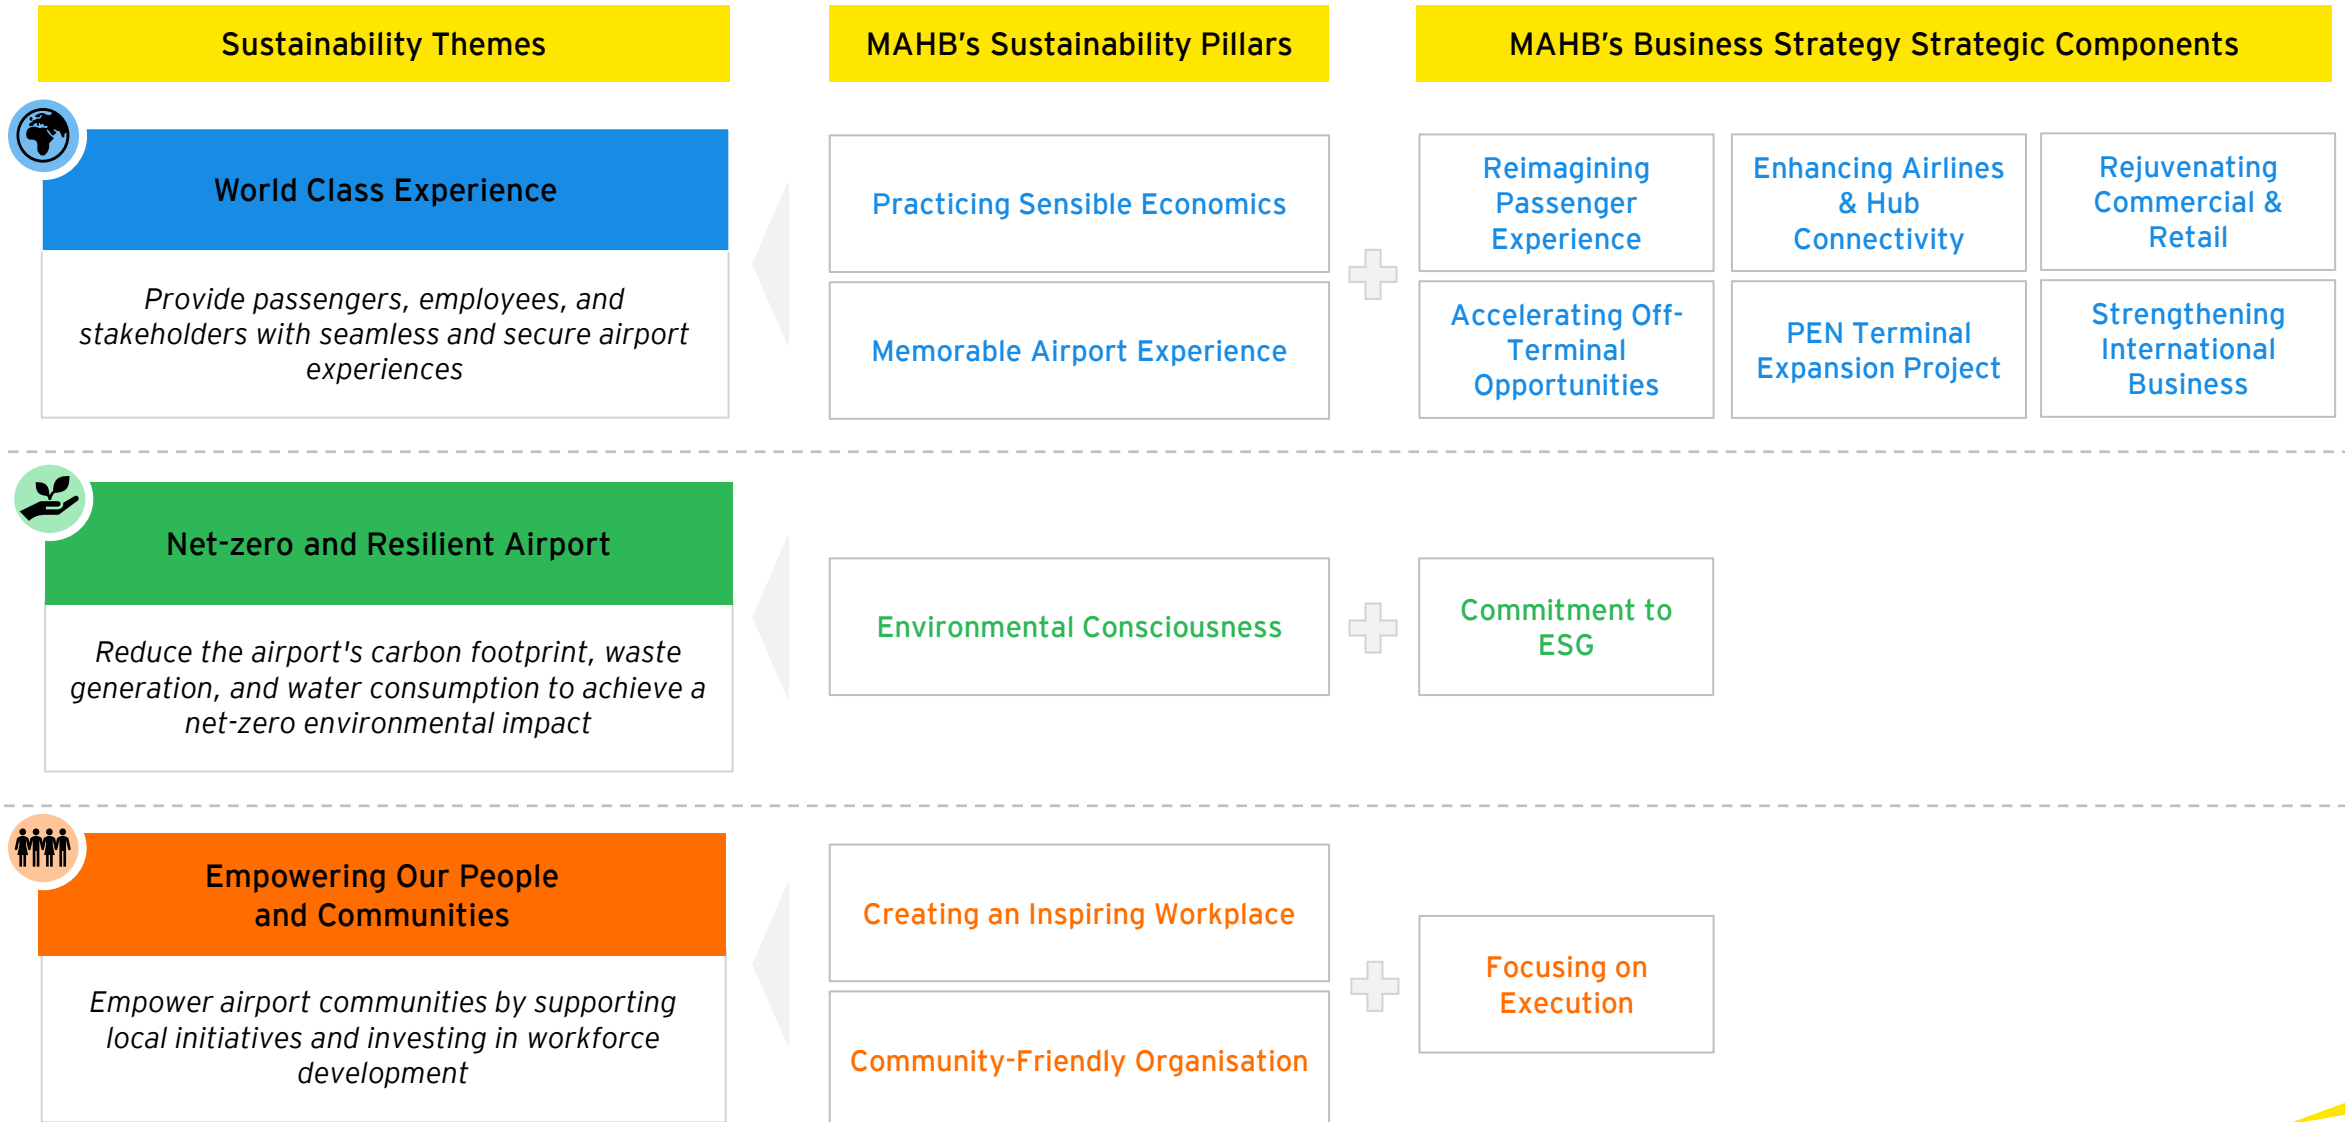 Sustainability Themes
MAHB's Sustainability Pillars
MAHB's Business Strategy Strategic Components
World Class Experience
Provide passengers, employees, and
stakeholders with seamless and secure airport
experiences
Practicing Sensible Economics
Memorable Airport Experience
Reimagining
Passenger
Experience
Enhancing Airlines
& Hub
Connectivity
Rejuvenating
Commercial &
Retail
Accelerating Off-
Terminal
Opportunities
PEN Terminal
Expansion Project
Strengthening
International
Business
Net-zero and Resilient Airport
Reduce the airport's carbon footprint, waste
generation, and water consumption to achieve a
net-zero environmental impact
Environmental Consciousness
Commitment to
ESG
Empowering Our People
and Communities
Empower airport communities by supporting
local initiatives and investing in workforce
development
Creating an Inspiring Workplace
Community-Friendly Organisation
Focusing on
Execution